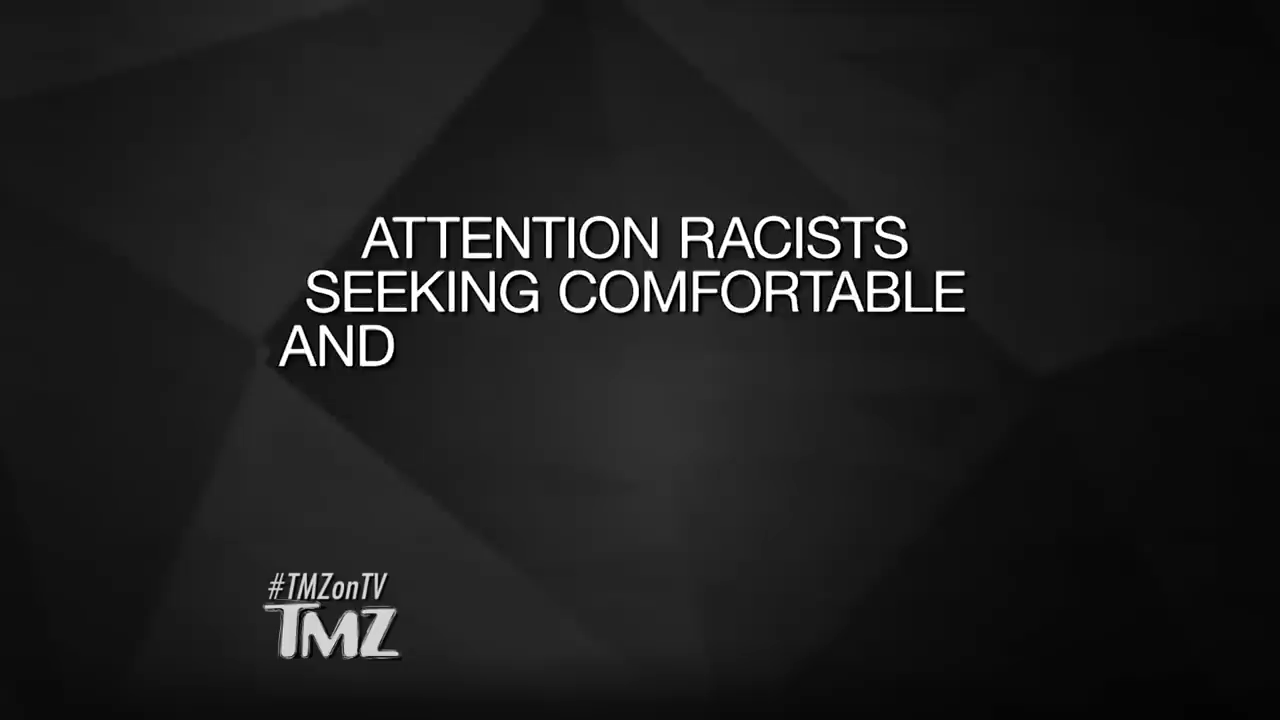 ATTENTION RACISTS
SEEKING COMFORTABLE
AND
#TMZonTV
TMZ